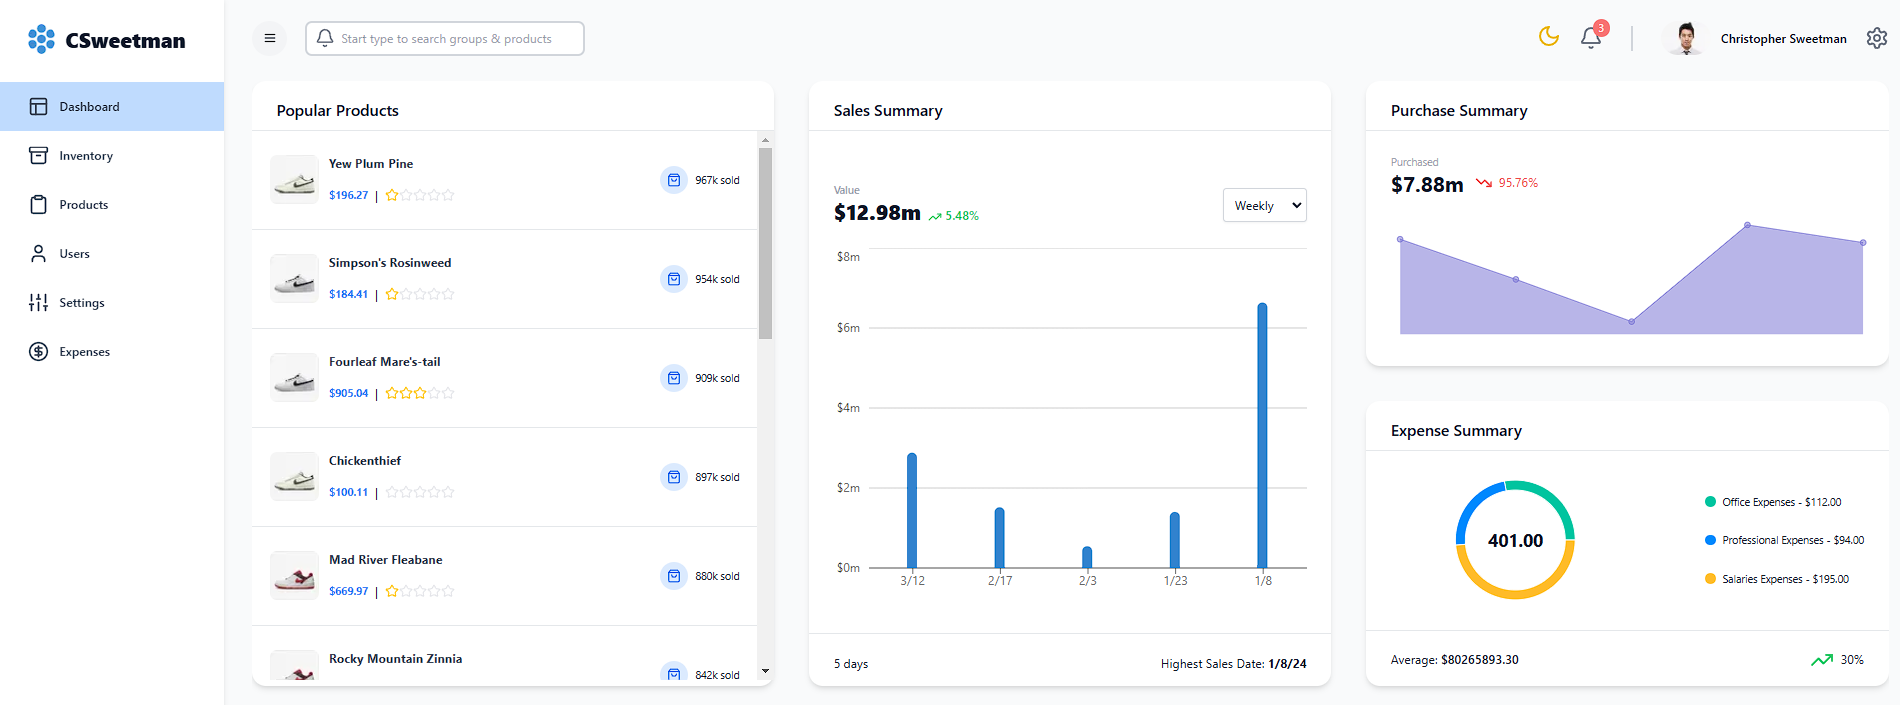 CSweetman
Start type to search groups & products
3
Christopher Sweetman
Dashboard
Inventory
Products
Users
Settings
Expenses
Popular Products
Yew Plum Pine
$196.27 |
967k sold
Simpson's Rosinweed
$184.41 |
954k sold
Fourleaf Mare's-tail
$905.04 |
909k sold
Chickenthief
$100.11 |
897k sold
Mad River Fleabane
$669.97 |
880k sold
Rocky Mountain Zinnia
842k sold
Sales Summary
Value
$12.98m 5.48%
Weekly
$8m
$6m
$4m
$2m
$0m
3/12 2/17 2/3 1/23 1/8
5 days
Highest Sales Date: 1/8/24
Purchase Summary
Purchased
$7.88m 95.76%
Expense Summary
401.00
Office Expenses - $112.00
Professional Expenses - $94.00
Salaries Expenses - $195.00
Average: $80265893.30
30%